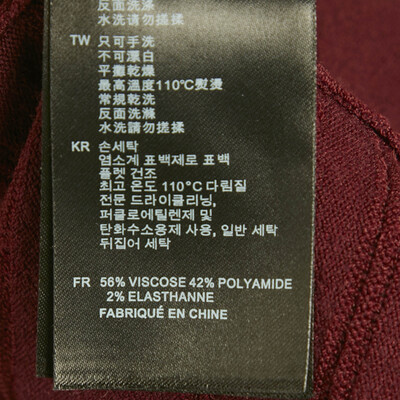 反面洗滌
水洗請勿搓揉
TW 只可手洗
不可漂白
平攤乾燥
最高溫度110℃熨燙
常規乾洗
反面洗滌
水洗請勿搓揉
KR 손세탁
염소계 표백제로 표백
플렛 건조
최고 온도 110℃ 다림질
전문 드라이클리닝,
퍼클로에틸렌제 및
탄화수소용제 사용, 일반 세탁
뒤집어 세탁
FR 56% VISCOSE 42% POLYAMIDE
2% ELASTHANNE
FABRIQUÉ EN CHINE